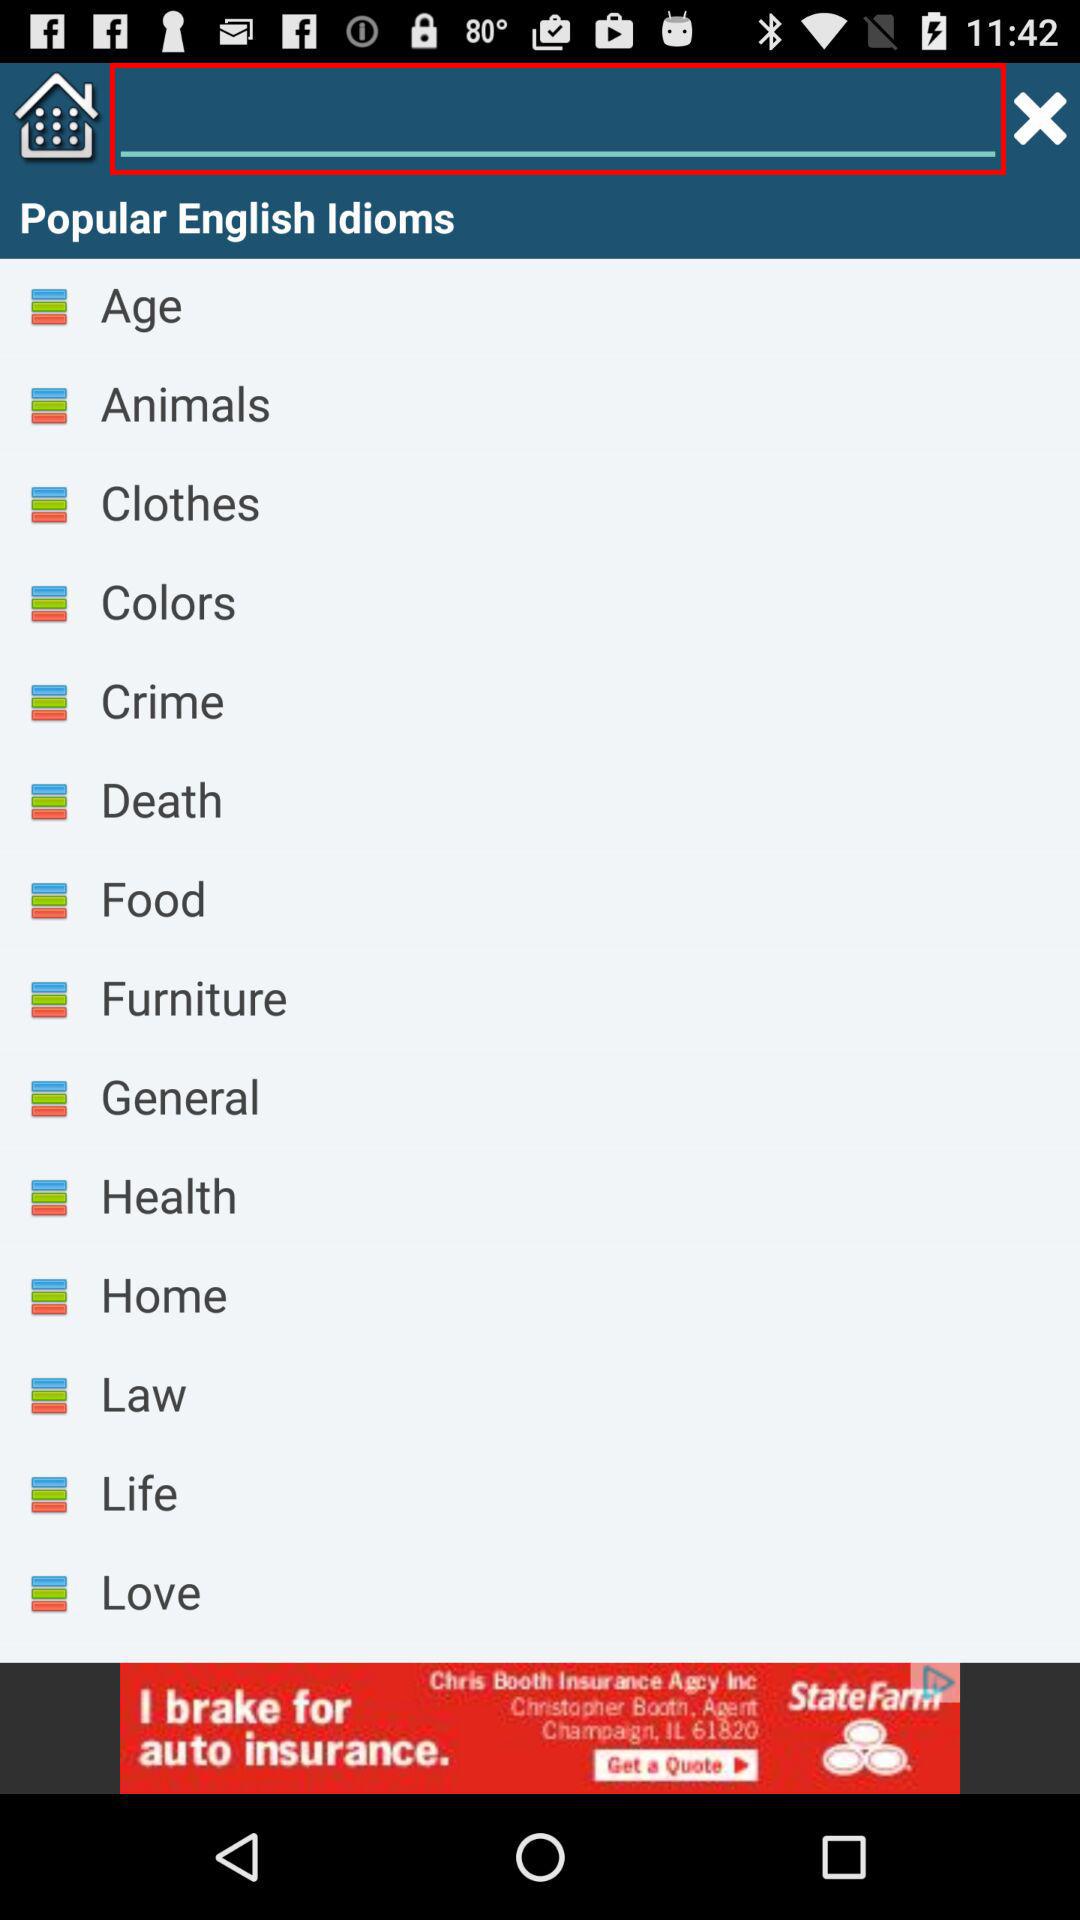 80° 11:42
Popular English Idioms
Age
Animals
Clothes
Colors
Crime
Death
Food
Furniture
General
Health
Home
Law
Life
Love
I brake for
auto insurance.
Chris Booth Insurance Agcy Inc
Christopher Booth, Agent
Champaign, IL 61820
Get a Quote
StateFarm